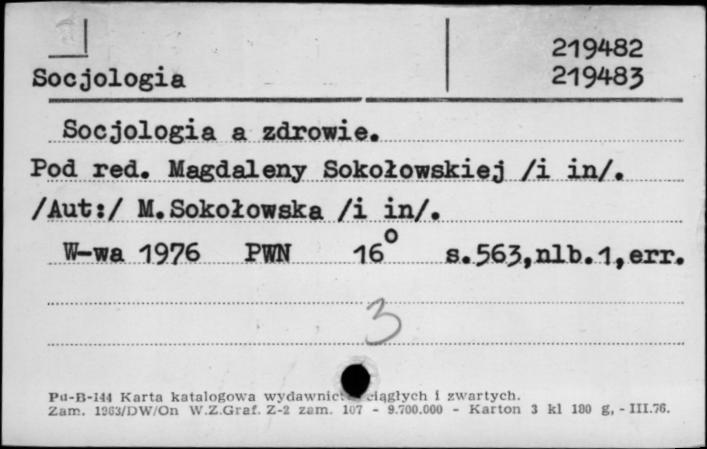 219482
Socjologia 219483
Socjologia a zdrowie.
Pod red. Magdaleny Sokołowskiej /i in/.
/Aut:/ M.Sokołowska /i in/.
W-wa 1976 PWN 16° s.563,nlb.1,err.
3
Pu-B-144 Karta katalogowa ciągłych i zwartych.
Zam. 1263/DW/On W.Z.Graf. Z-2 zam. 107 - 9.700.000 - Karton 3 kl 180 g, - III.76.